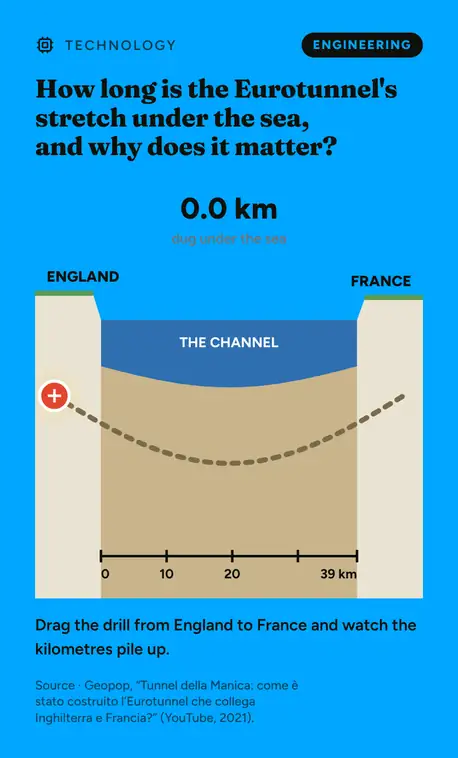 TECHNOLOGY
ENGINEERING
How long is the Eurotunnel's
stretch under the sea,
and why does it matter?
0.0 km
dug under the sea
ENGLAND
FRANCE
THE CHANNEL
0 10 20 39 km
Drag the drill from England to France and watch the
kilometres pile up.
Source · Geopop, “Tunnel della Manica: come è
stato costruito l’Eurotunnel che collega
Inghilterra e Francia?” (YouTube, 2021).